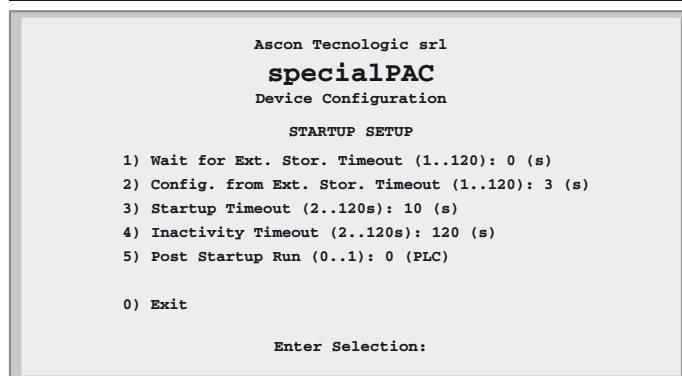 Ascon Tecnologic srl
specialPAC
Device Configuration
STARTUP SETUP
1) Wait for Ext. Stor. Timeout (1..120): 0 (s)
2) Config. from Ext. Stor. Timeout (1..120): 3 (s)
3) Startup Timeout (2..120s): 10 (s)
4) Inactivity Timeout (2..120s): 120 (s)
5) Post Startup Run (0..1): 0 (PLC)
0) Exit
Enter Selection: